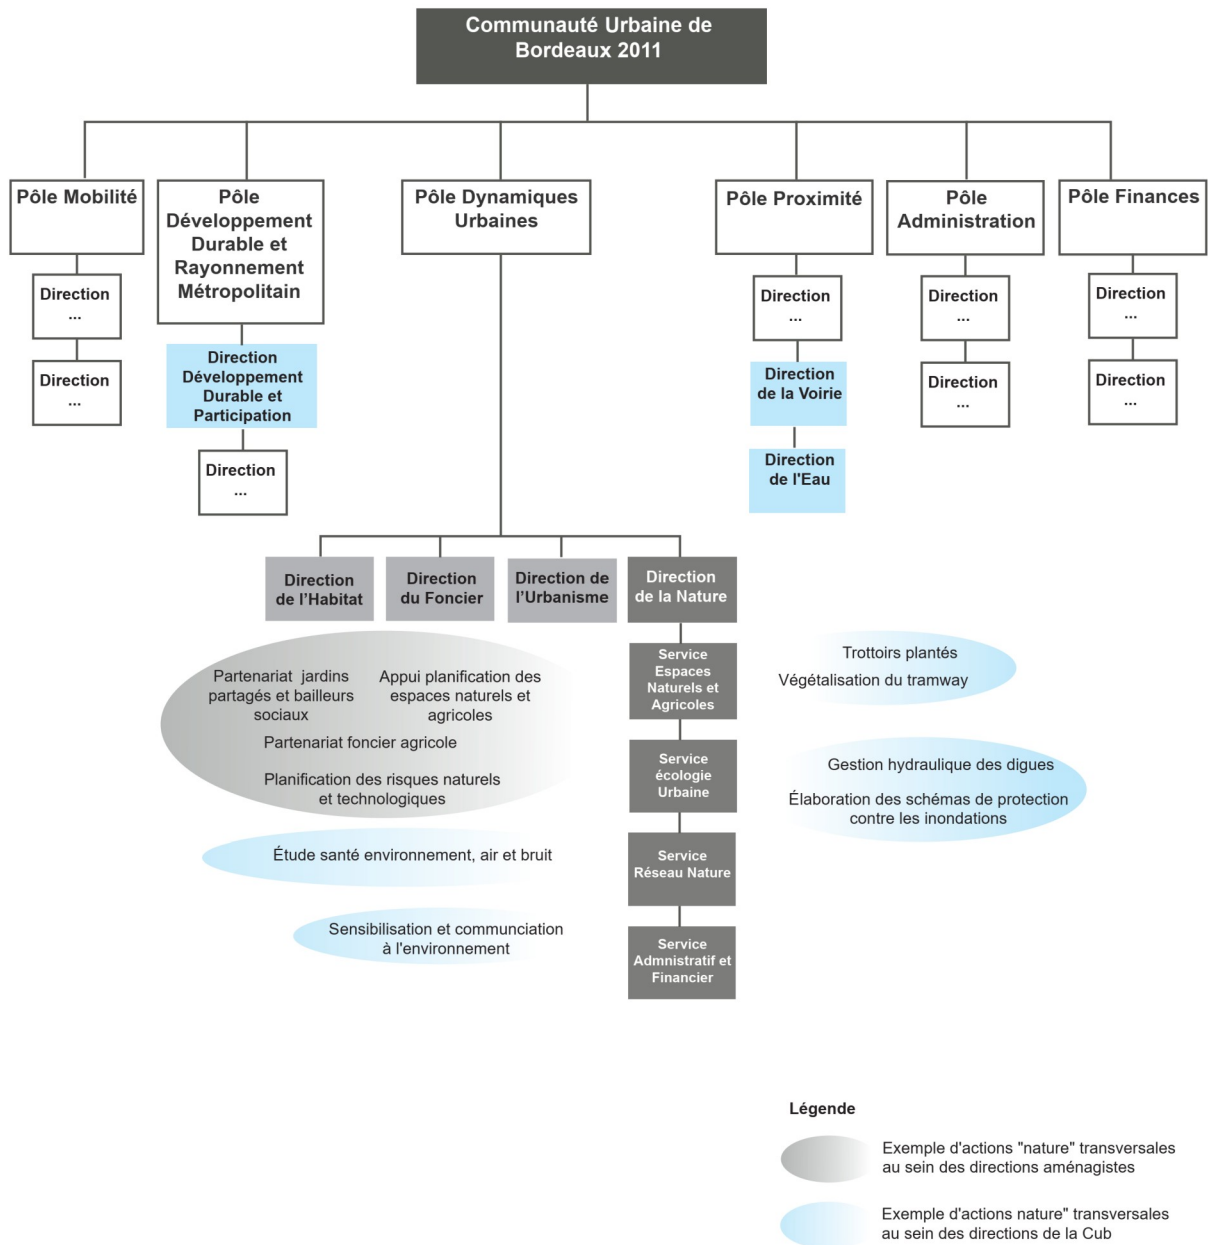 Communauté Urbaine de
Bordeaux 2011
Pôle Mobilité
Pôle
Développement
Durable et
Rayonnement
Métropolitain
Pôle Dynamiques
Urbaines
Pôle Proximité
Pôle
Administration
Pôle Finances
Direction
...
Direction
...
Direction
Développement
Durable et
Participation
Direction
...
Direction
...
Direction
de la Voirie
Direction
de l'Eau
Direction
...
Direction
...
Direction
...
Direction
...
Direction
de l’Habitat
Direction
du Foncier
Direction de
l’Urbanisme
Direction
de la Nature
Service
Espaces
Naturels et
Agricoles
Service
écologie
Urbaine
Service
Réseau Nature
Service
Admnistratif et
Financier
Partenariat jardins
partagés et bailleurs
sociaux
Appui planification des
espaces naturels et
agricoles
Partenariat foncier agricole
Planification des risques naturels
et technologiques
Étude santé environnement, air et bruit
Sensibilisation et communciation
à l'environnement
Trottoirs plantés
Végétalisation du tramway
Gestion hydraulique des digues
Élaboration des schémas de protection
contre les inondations
Légende
Exemple d'actions "nature" transversales
au sein des directions aménagistes
Exemple d'actions nature" transversales
au sein des directions de la Cub